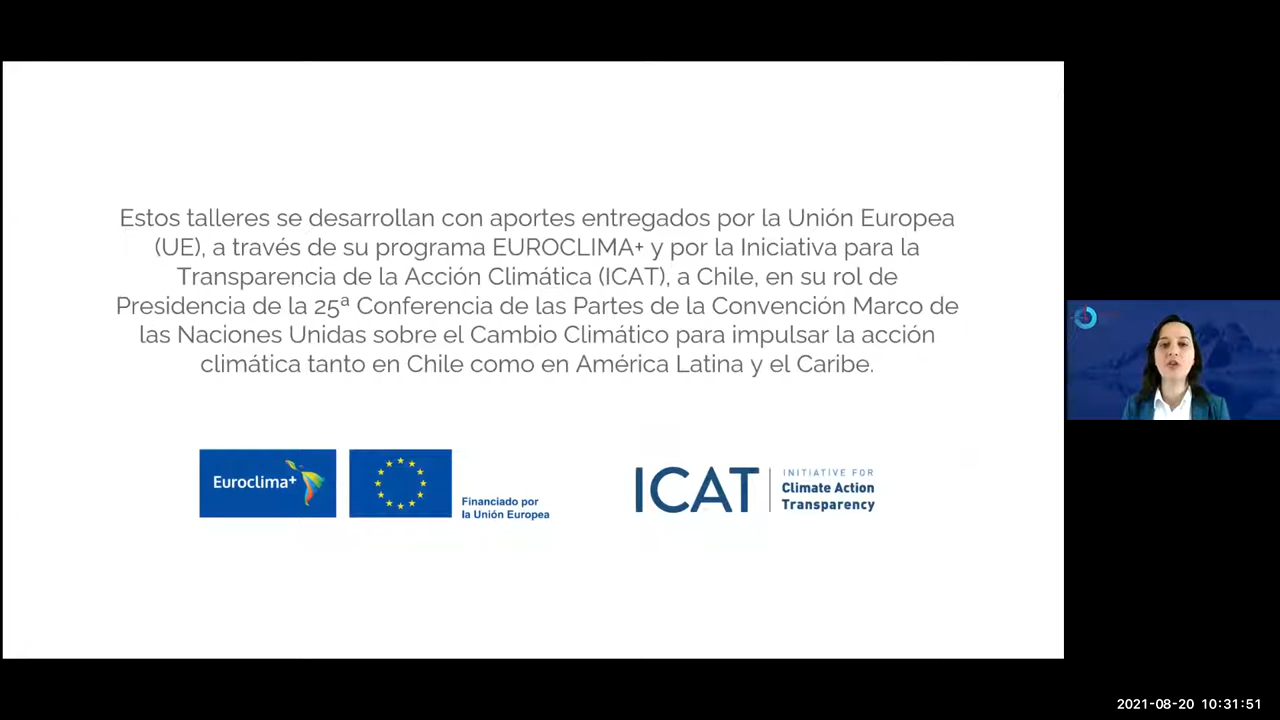 Estos talleres se desarrollan con aportes entregados por la Unión Europea
(UE), a través de su programa EUROCLIMA+ y por la Iniciativa para la
Transparencia de la Acción Climática (ICAT), a Chile, en su rol de
Presidencia de la 25ª Conferencia de las Partes de la Convención Marco de
las Naciones Unidas sobre el Cambio Climático para impulsar la acción
climática tanto en Chile como en América Latina y el Caribe.
Euroclima+
Financiado por
la Unión Europea
ICAT
INITIATIVE FOR
Climate Action
Transparency
2021-08-20 10:31:51